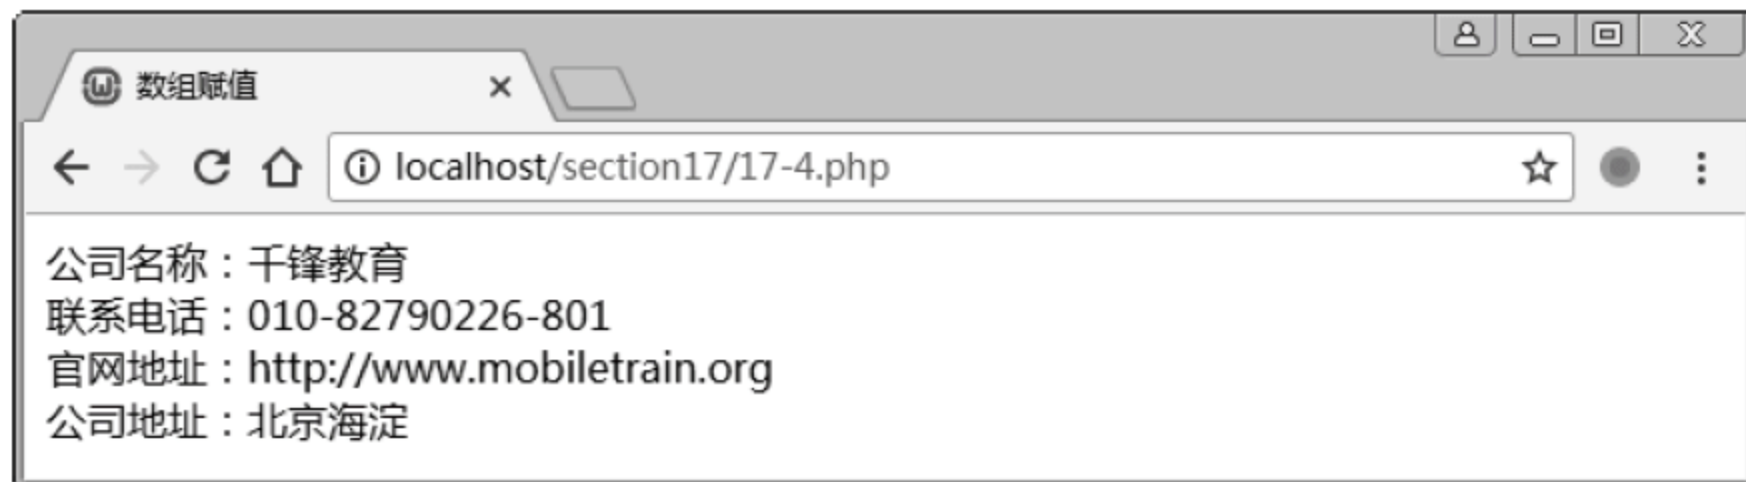 数组赋值
localhost/section17/17-4.php
公司名称：千锋教育
联系电话：010-82790226-801
官网地址：http://www.mobiletrain.org
公司地址：北京海淀